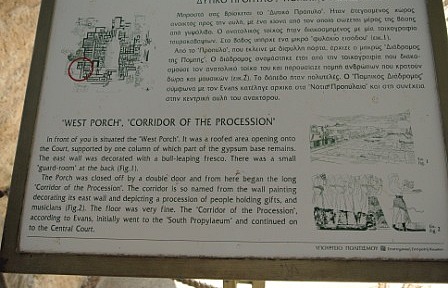 Μπροστά σας βρίσκεται το 'Δυτικό Πρόπυλο'. Ήταν στεγασμένος χώρος
ανοικτός προς την αυλή, με έναν κίονα από τον οποίο σώζεται μέρος της βάσης
από γυψόλιθο. Ο ανατολικός τοίχος ήταν διακοσμημένος με μία τοιχογραφία
ταυροκαθαψίων. Στο βάθος υπήρχε ένα μικρό 'φυλάκιο εισόδου' (εικ.1).
Από το 'Πρόπυλο', που έκλεινε με δίφυλλη πόρτα, άρχιζε ο μακρύς 'Διάδρομος
της Πομπής'. Ο διάδρομος ονομάστηκε έτσι από την τοιχογραφία που διακο-
σμούσε τον ανατολικό τοίχο του και παρουσίαζε πομπή ανθρώπων που κρατούν
δώρα και μουσικών (εικ.2). Το δάπεδο ήταν πολυτελές. Ο 'Πομπικός Διάδρομος'
σύμφωνα με τον Evans κατέληγε αρχικά στο 'Νότιο Προπύλαιο' και στη συνέχεια
στην κεντρική αυλή του ανακτόρου.
'WEST PORCH', 'CORRIDOR OF THE PROCESSION'
In front of you is situated the 'West Porch'. It was a roofed area opening onto
the Court, supported by one column of which part of the gypsum base remains.
The east wall was decorated with a bull-leaping fresco. There was a small
'guard-room' at the back (Fig.1).
The Porch was closed off by a double door and from here began the long
'Corridor of the Procession'. The corridor is so named from the wall painting
decorating its east wall and depicting a procession of people holding gifts, and
musicians (Fig.2). The floor was very fine. The 'Corridor of the Procession',
according to Evans, initially went to the 'South Propylaeum' and continued on
to the Central Court.
ΥΠΟΥΡΓΕΙΟ ΠΟΛΙΤΙΣΜΟΥ